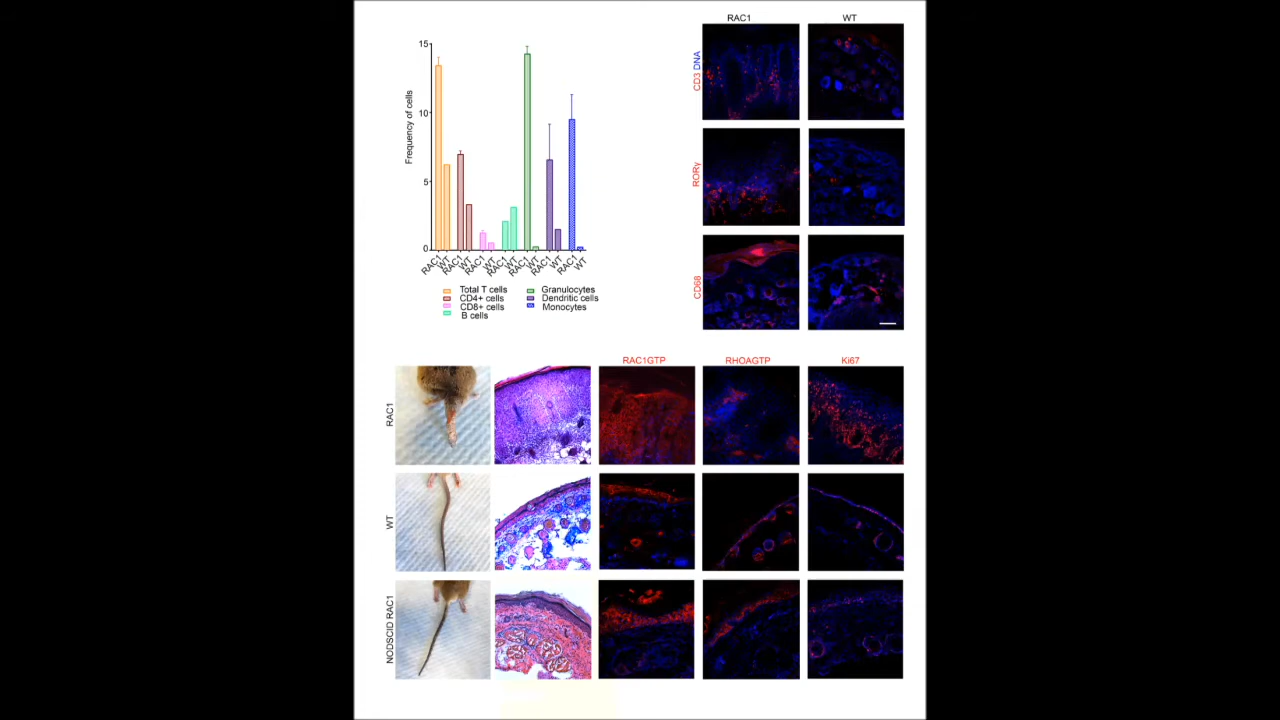 RAC1 WT
15
10
5
0
Frequency of cells
RAC1 WT RAC1 WT RAC1 WT RAC1 WT RAC1 WT RAC1 WT RAC1 WT
Total T cells
CD4+ cells
CD8+ cells
B cells
Granulocytes
Dendritic cells
Monocytes
CD3 DNA
RORγ
CD68
RAC1GTP RHOAGTP Ki67
RAC1
WT
NODSCID RAC1